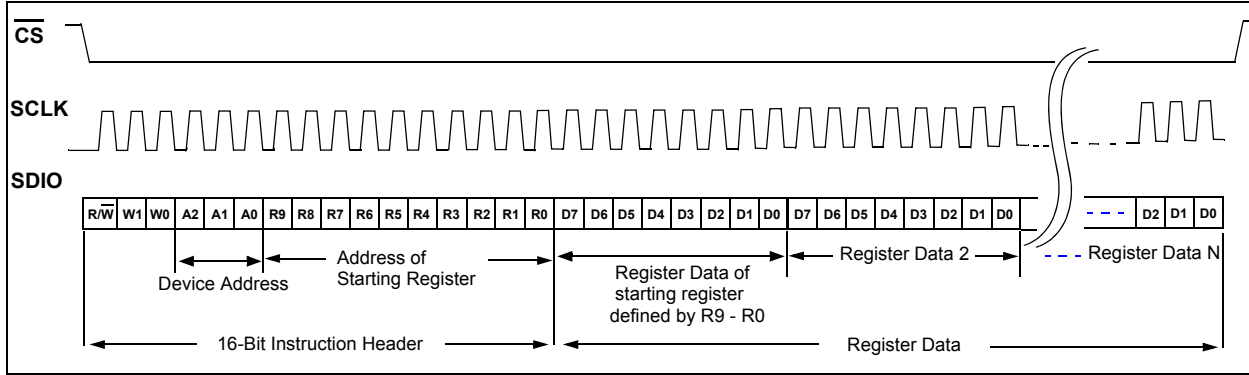 CS
SCLK
SDIO
R/W W1 W0 A2 A1 A0 R9 R8 R7 R6 R5 R4 R3 R2 R1 R0 D7 D6 D5 D4 D3 D2 D1 D0 D7 D6 D5 D4 D3 D2 D1 D0 D2 D1 D0
Device Address
Address of
Starting Register
Register Data of
starting register
defined by R9 - R0
Register Data 2
Register Data N
16-Bit Instruction Header
Register Data